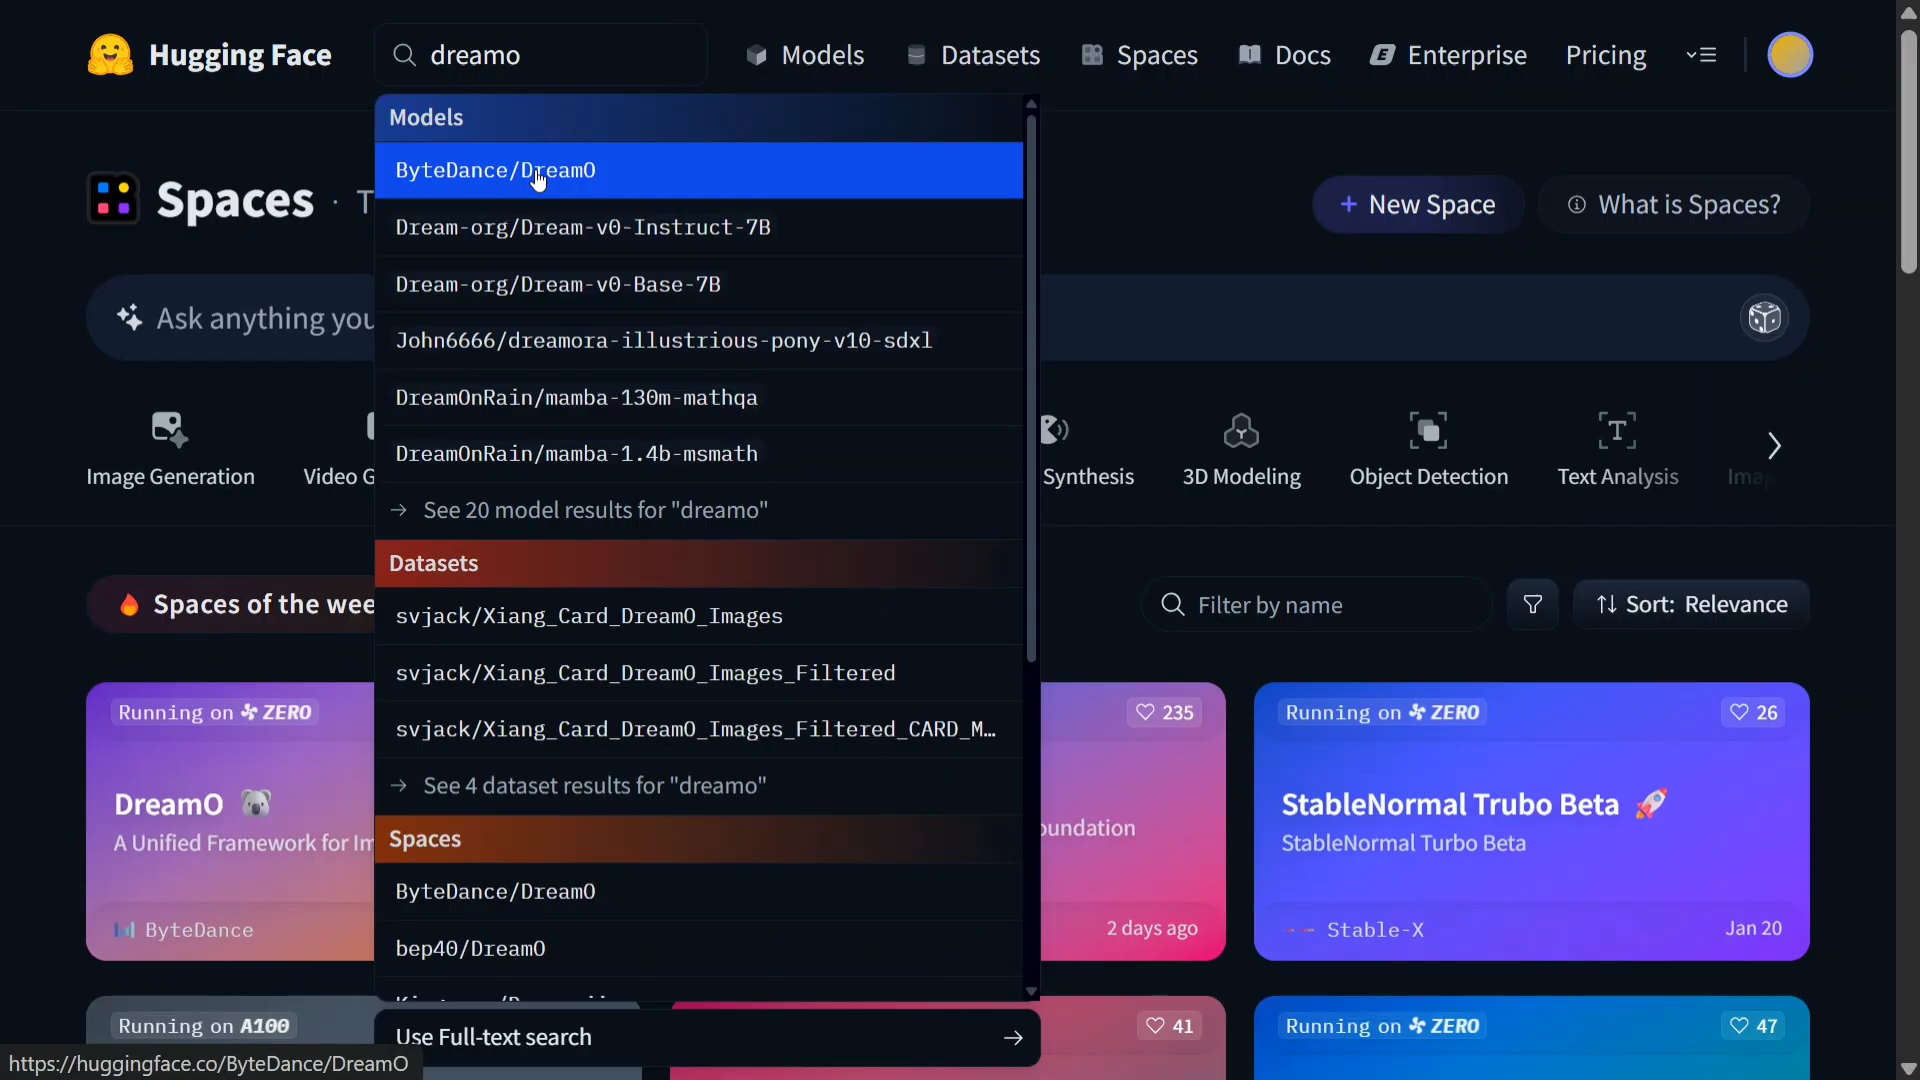 Hugging Face
dreamo
Models
Datasets
Spaces
Docs
Enterprise
Pricing
Models
ByteDance/DreamO
Dream-org/Dream-v0-Instruct-7B
Dream-org/Dream-v0-Base-7B
John6666/dreamora-illustrious-pony-v10-sdxl
DreamOnRain/mamba-130m-mathqa
DreamOnRain/mamba-1.4b-msmath
→ See 20 model results for "dreamo"
Datasets
svjack/Xiang_Card_DreamO_Images
svjack/Xiang_Card_DreamO_Images_Filtered
svjack/Xiang_Card_DreamO_Images_Filtered_CARD_M…
→ See 4 dataset results for "dreamo"
Spaces
ByteDance/DreamO
bep40/DreamO
Use Full-text search →
Spaces ·
+ New Space
What is Spaces?
Ask anything you
Image Generation
Video G
Synthesis
3D Modeling
Object Detection
Text Analysis
Spaces of the wee
Filter by name
Sort: Relevance
Running on ZERO
DreamO
A Unified Framework for Im
ByteDance
235
oundation
2 days ago
Running on ZERO
26
StableNormal Trubo Beta
StableNormal Turbo Beta
Stable-X
Jan 20
Running on A100
41
Running on ZERO
47
https://huggingface.co/ByteDance/DreamO